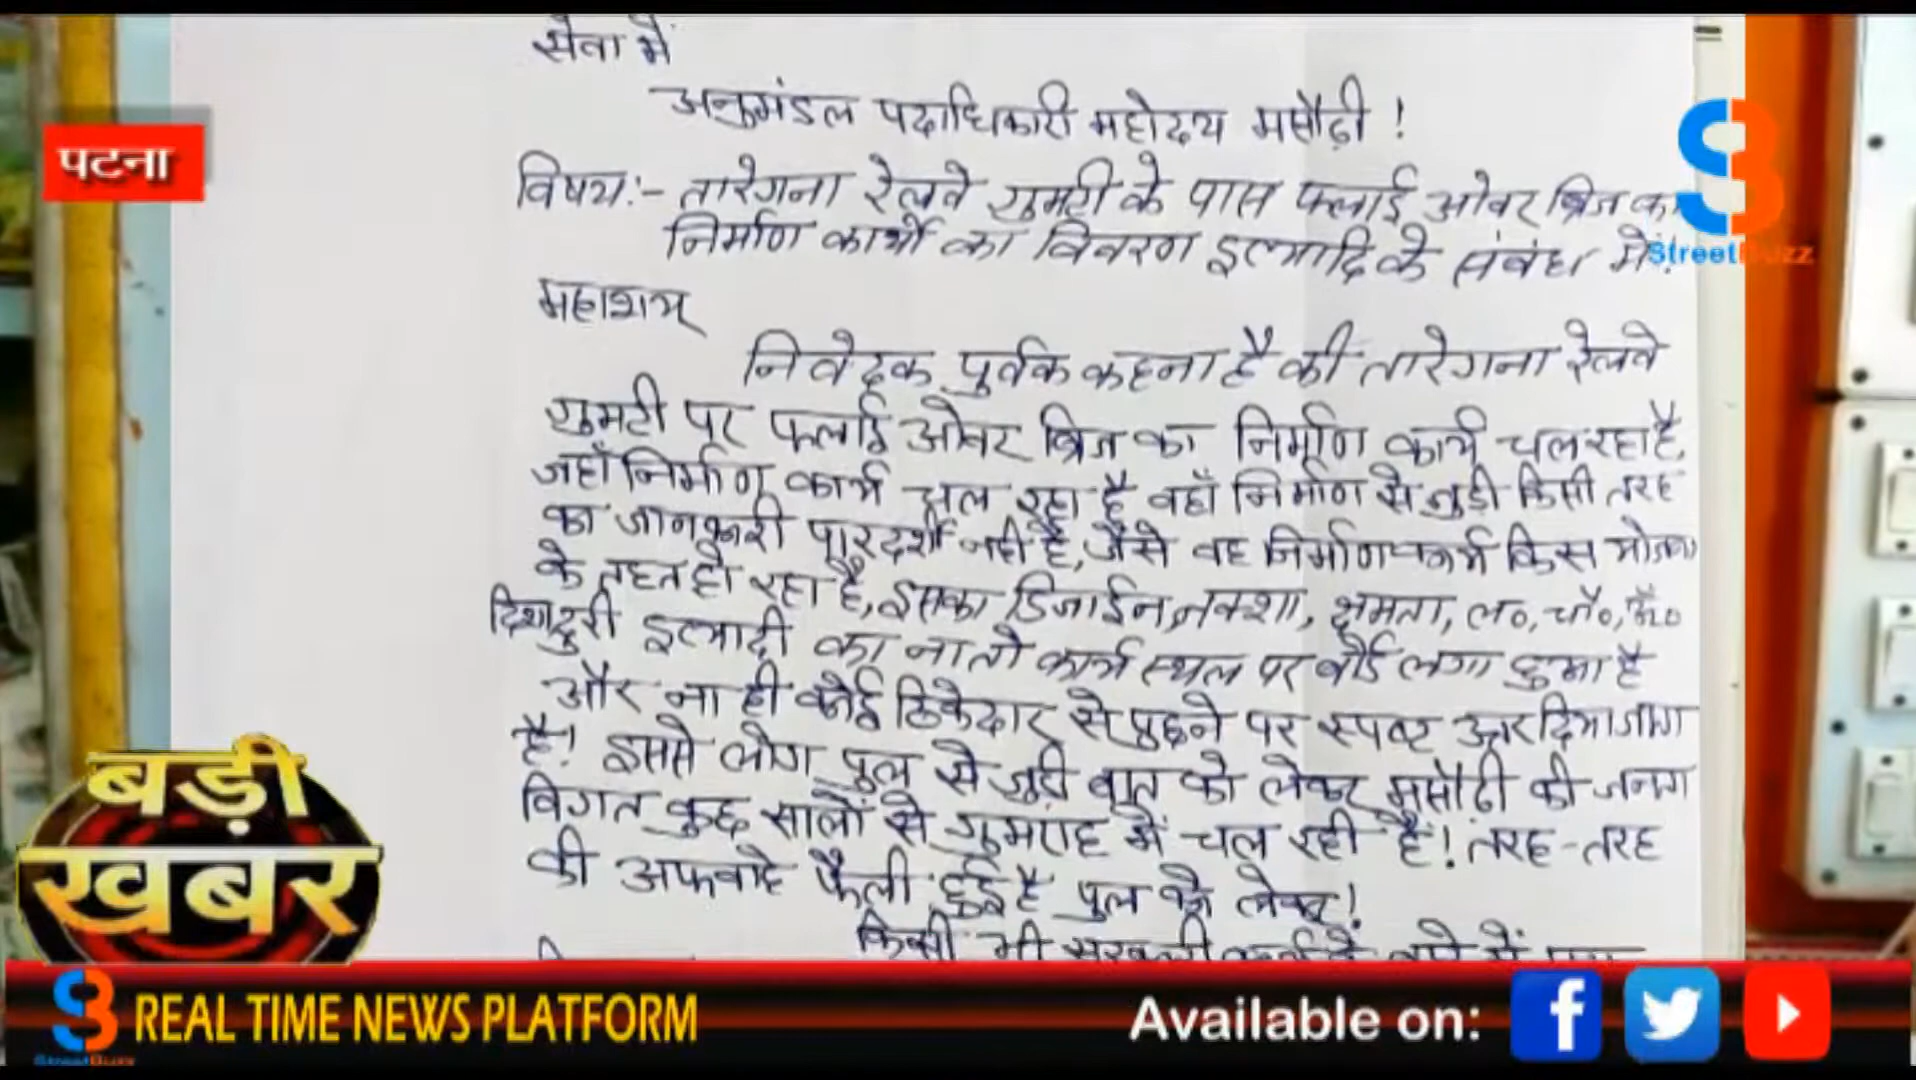 सेवा में
अनुमंडल पदाधिकारी महोदय मसौढ़ी !
पटना
विषय:- तारेगना रेलवे गुमटी के पास फ्लाई ओवर ब्रिज का
निर्माण कार्यो का विवरण इत्यादि के संबंध में!
StreetBuzz
महाशय्
निवेदक पुर्वक कहना है की तारेगना रेलवे
गुमटी पर फ्लाई ओवर ब्रिज का निर्माण कार्य चल रहा है,
जहाँ निर्माण कार्य चल रहा है वहाँ निर्माण से जुड़ी किसी तरह
का जानकारी पारदर्शी नही है, जैसे वह निर्माण कार्य किस योजना
के तहत हो रहा है, इसका डिजाईन, नक्शा, क्षमता, ल०, चौ०, ऊँ०
दिशा दुरी इत्यादी का ना तो कार्य स्थल पर बोर्ड लगा हुआ है
और ना ही कोई ठिकेदार से पुछने पर स्पष्ट उत्तर दिया जाता
है! इससे लोग पुल से जुड़ी बात को लेकर मसौढ़ी की जनता
विगत कुछ सालों से गुमराह में चल रही है! तरह-तरह
की अफवाहे फैली हुई है पुल को लेकर!
किसी भी सरकारी कार्य के बारे में
बड़ी
खबर
StreetBuzz
REAL TIME NEWS PLATFORM
Available on: